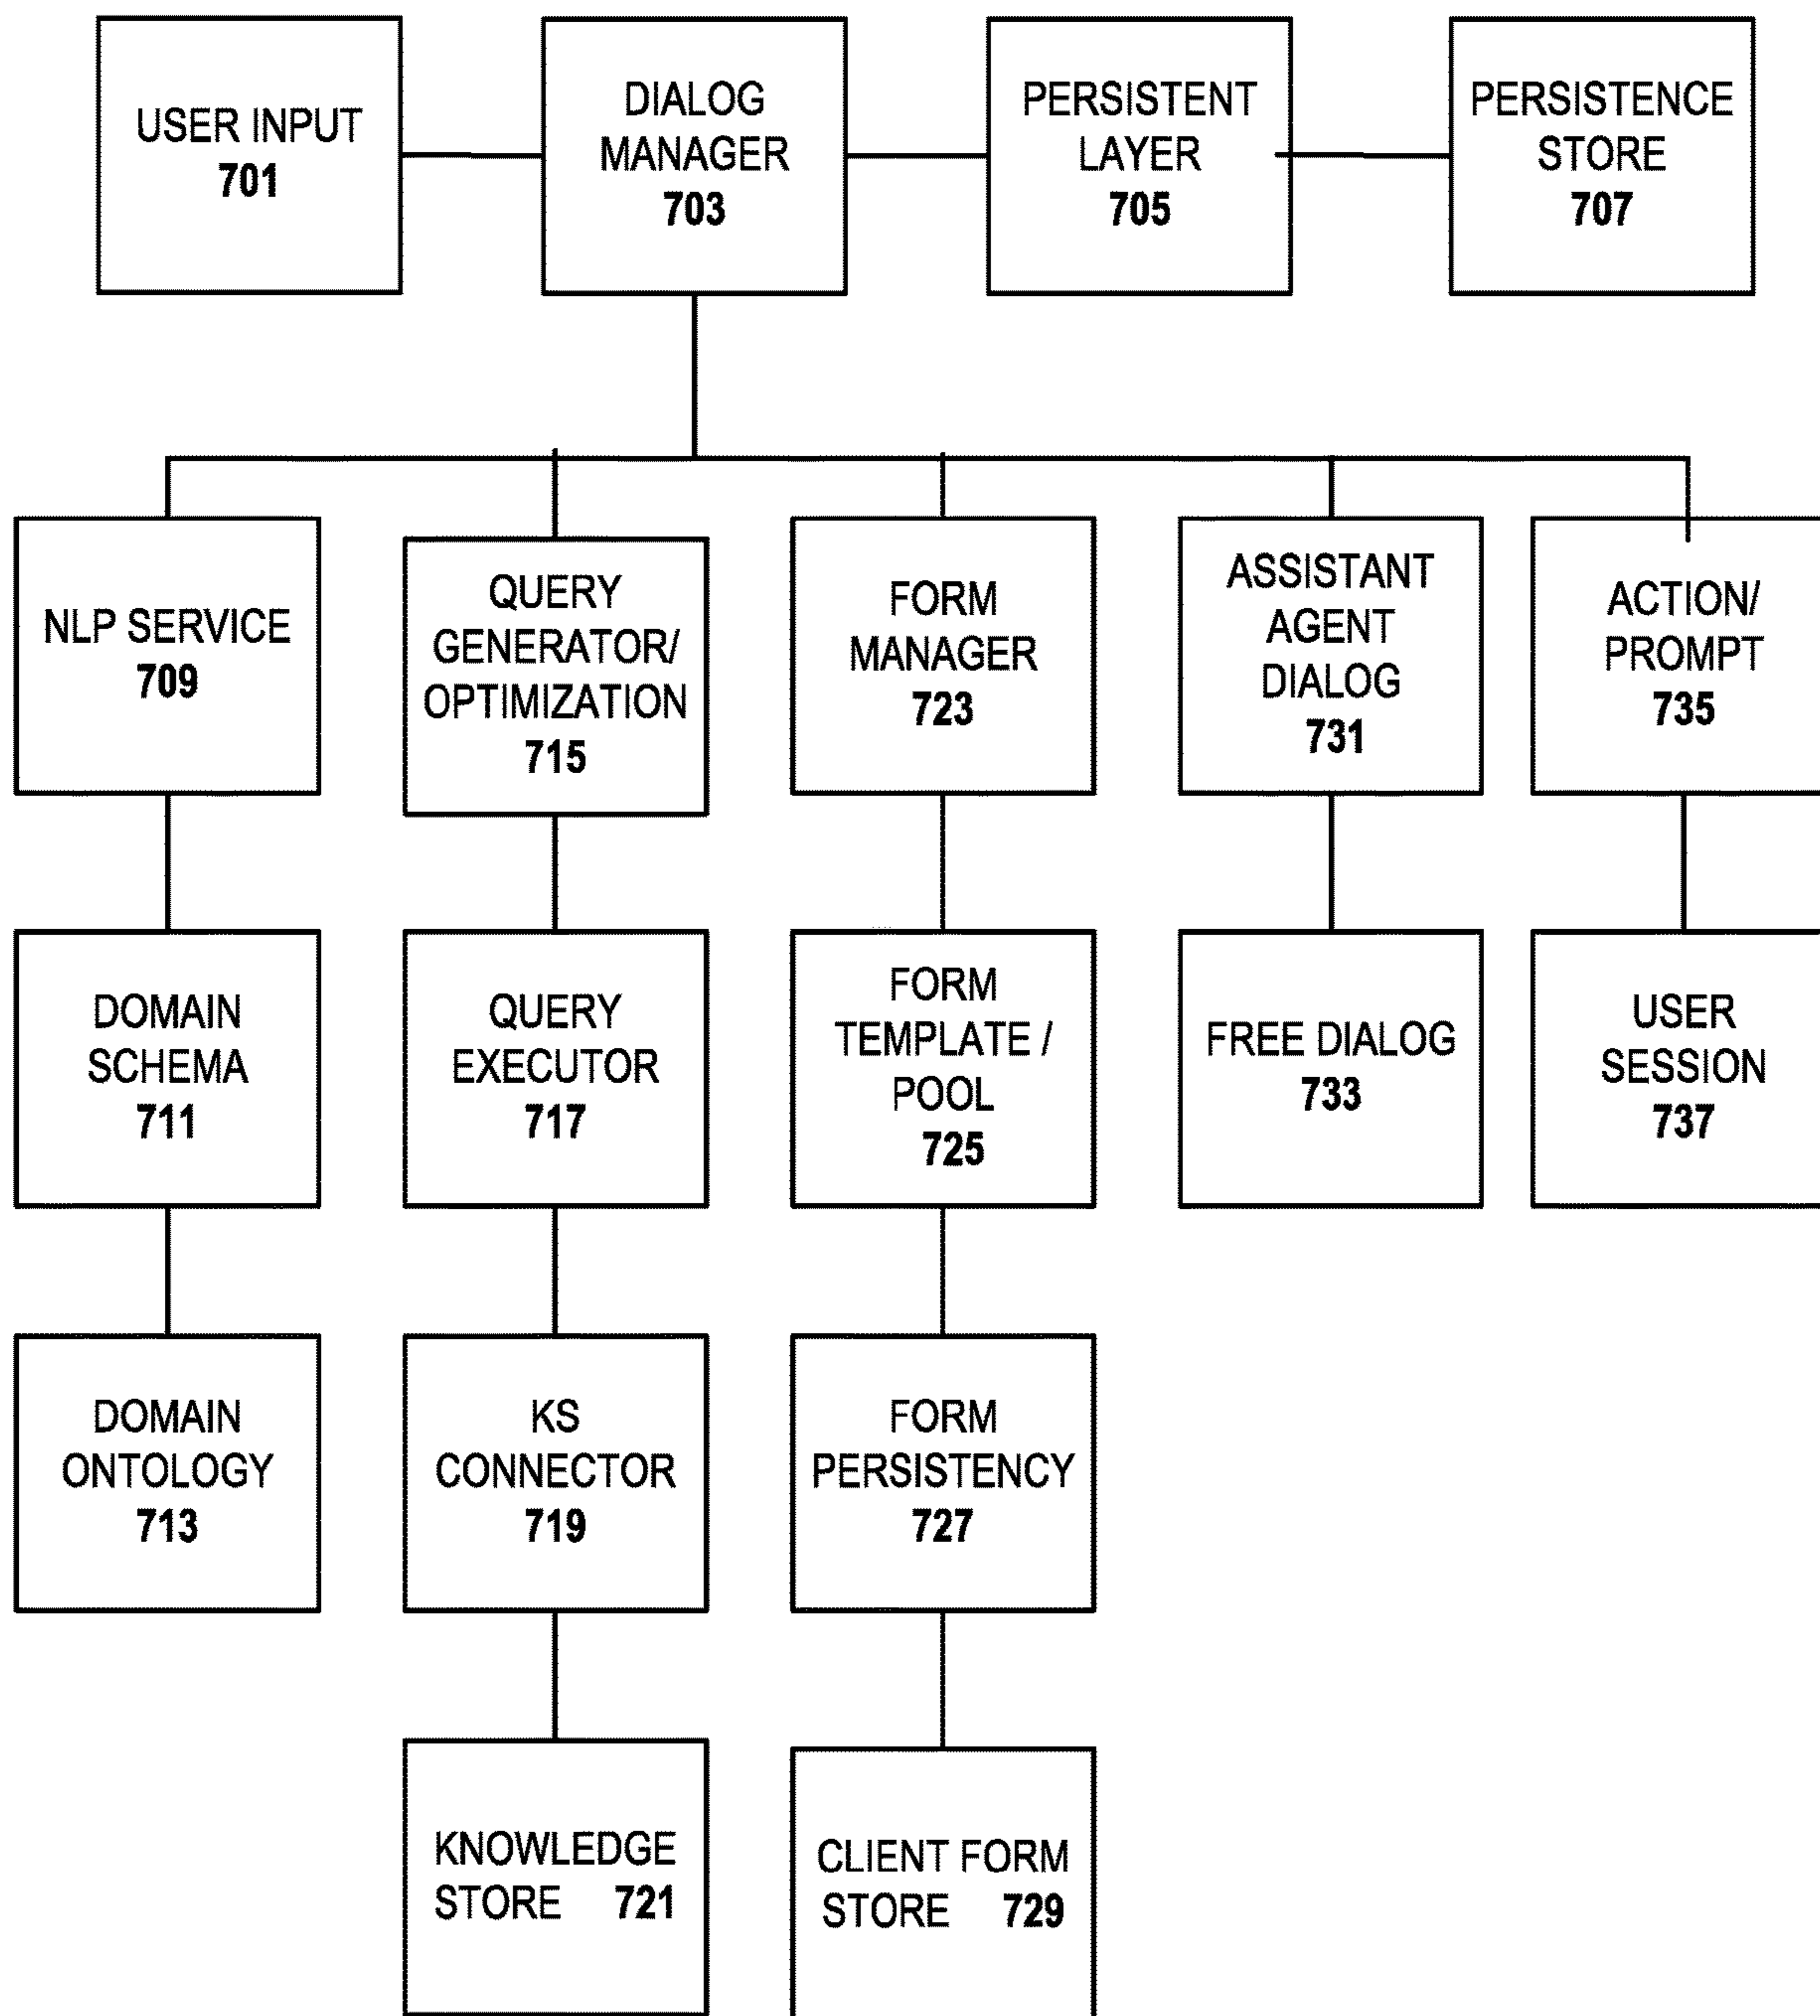 USER INPUT
701
DIALOG
MANAGER
703
PERSISTENT
LAYER
705
PERSISTENCE
STORE
707
NLP SERVICE
709
QUERY
GENERATOR/
OPTIMIZATION
715
FORM
MANAGER
723
ASSISTANT
AGENT
DIALOG
731
ACTION/
PROMPT
735
DOMAIN
SCHEMA
711
QUERY
EXECUTOR
717
FORM
TEMPLATE /
POOL
725
FREE DIALOG
733
USER
SESSION
737
DOMAIN
ONTOLOGY
713
KS
CONNECTOR
719
FORM
PERSISTENCY
727
KNOWLEDGE
STORE 721
CLIENT FORM
STORE 729